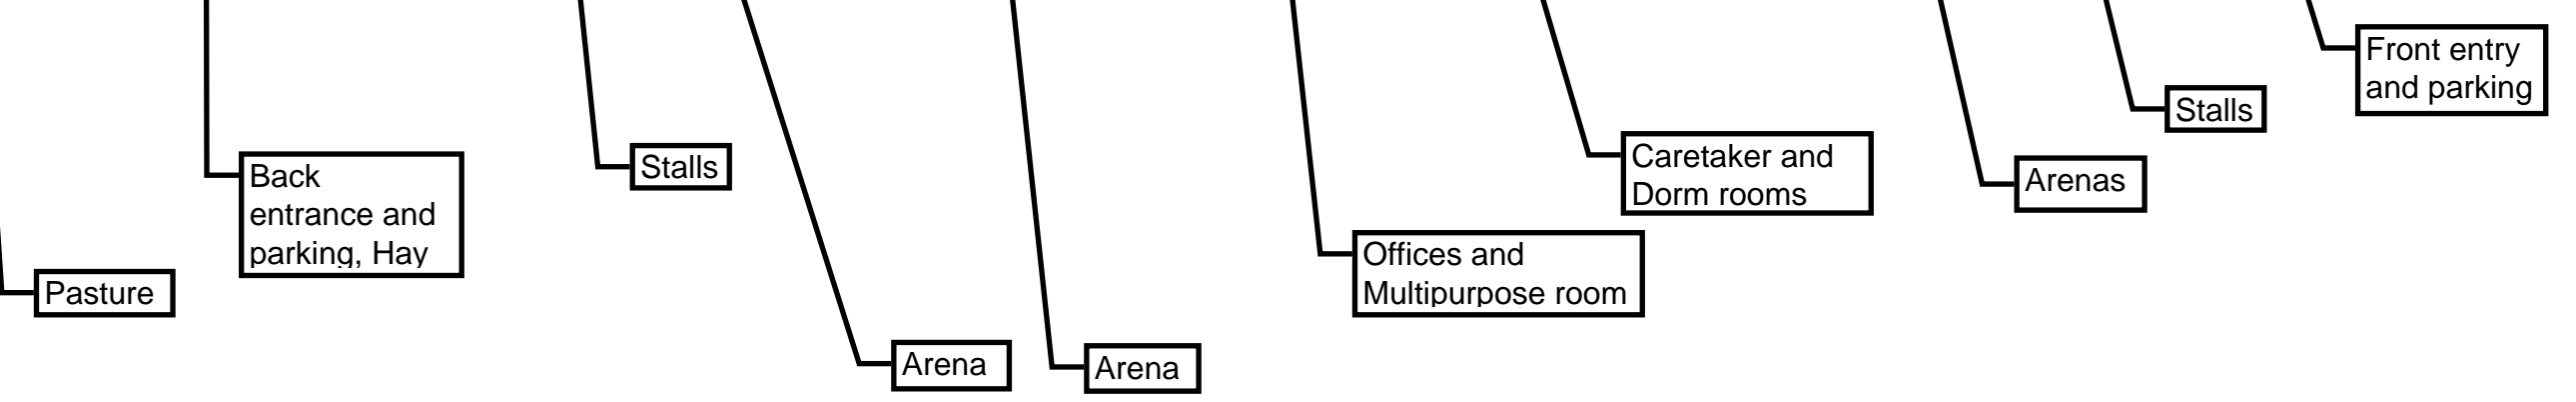 Pasture
Back
entrance and
parking, Hay
Stalls
Arena
Arena
Offices and
Multipurpose room
Caretaker and
Dorm rooms
Arenas
Stalls
Front entry
and parking